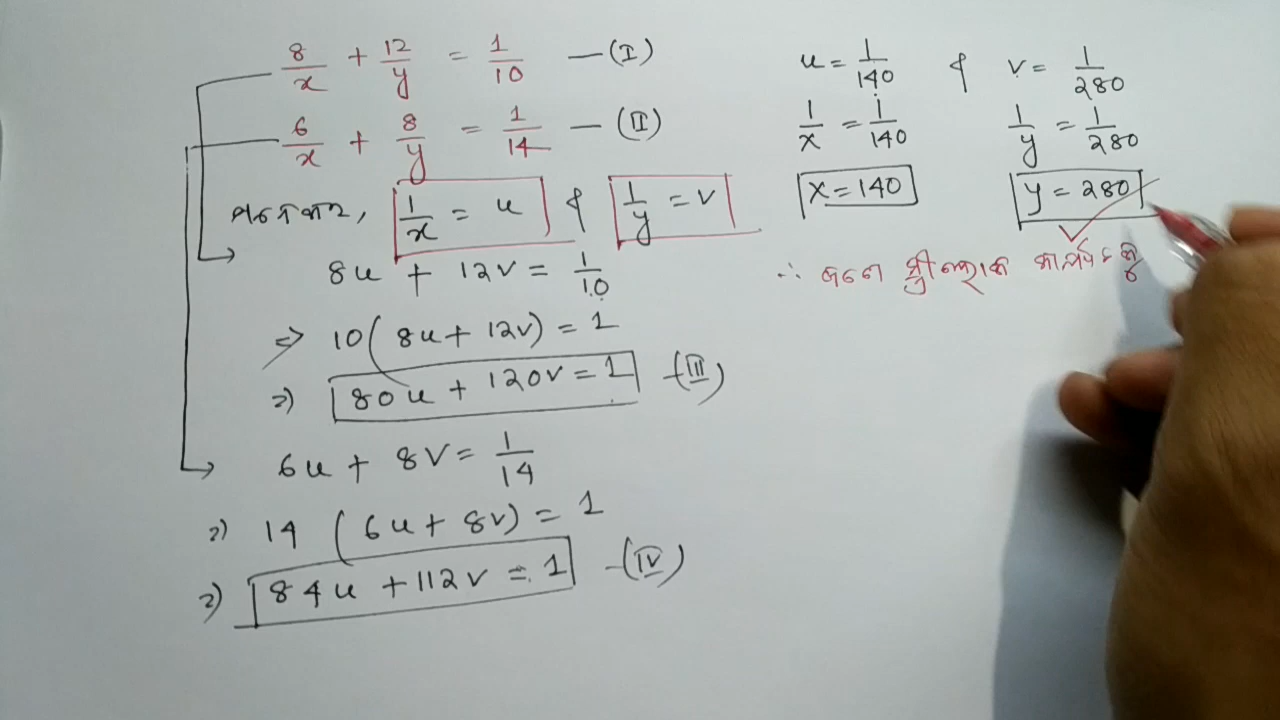 8/x + 12/y = 1/10 —(I)
6/x + 8/y = 1/14 —(II)
1/x = u & 1/y = v
8u + 12v = 1/10
=> 10(8u + 12v) = 1
=> 80u + 120v = 1 —(III)
6u + 8v = 1/14
=> 14(6u + 8v) = 1
=> 84u + 112v = 1 —(IV)
u = 1/140 & v = 1/280
1/x = 1/140 1/y = 1/280
x = 140 y = 280
∴ ଜଣେ ସ୍ତ୍ରୀଲୋକ